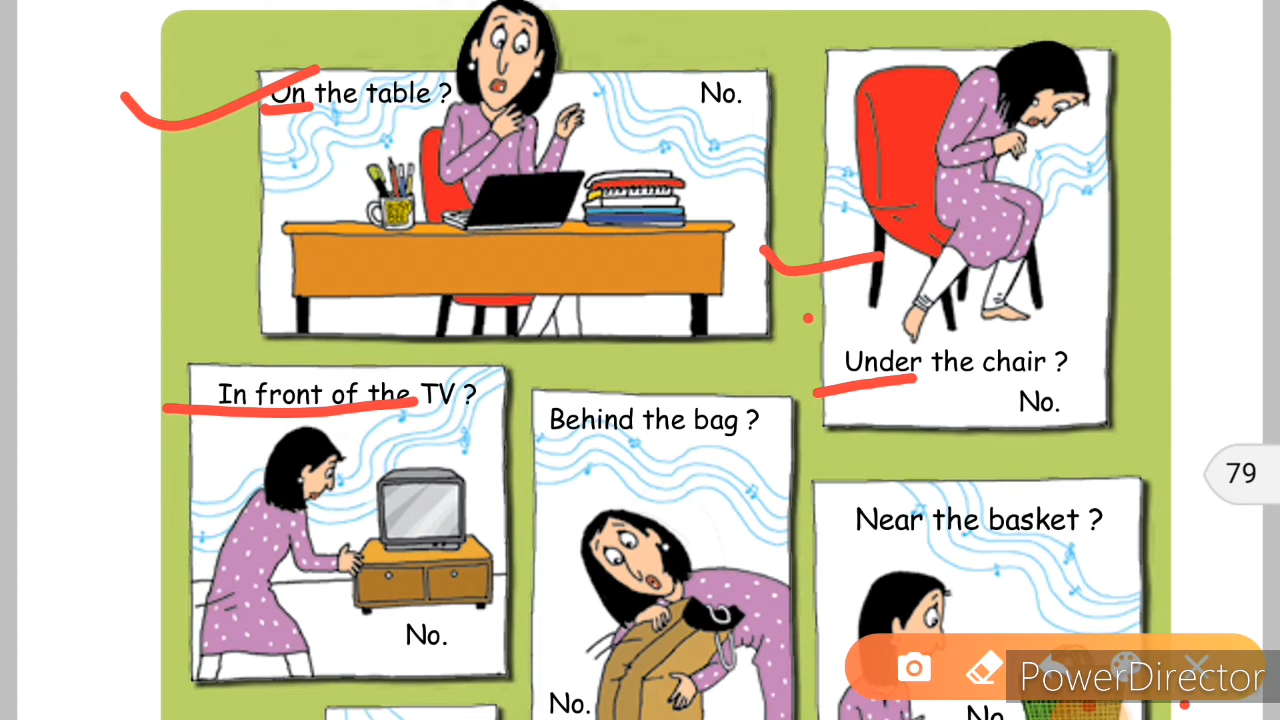 On the table ?
No.
Under the chair ?
No.
In front of the TV ?
No.
Behind the bag ?
No.
Near the basket ?
No
79
PowerDirector